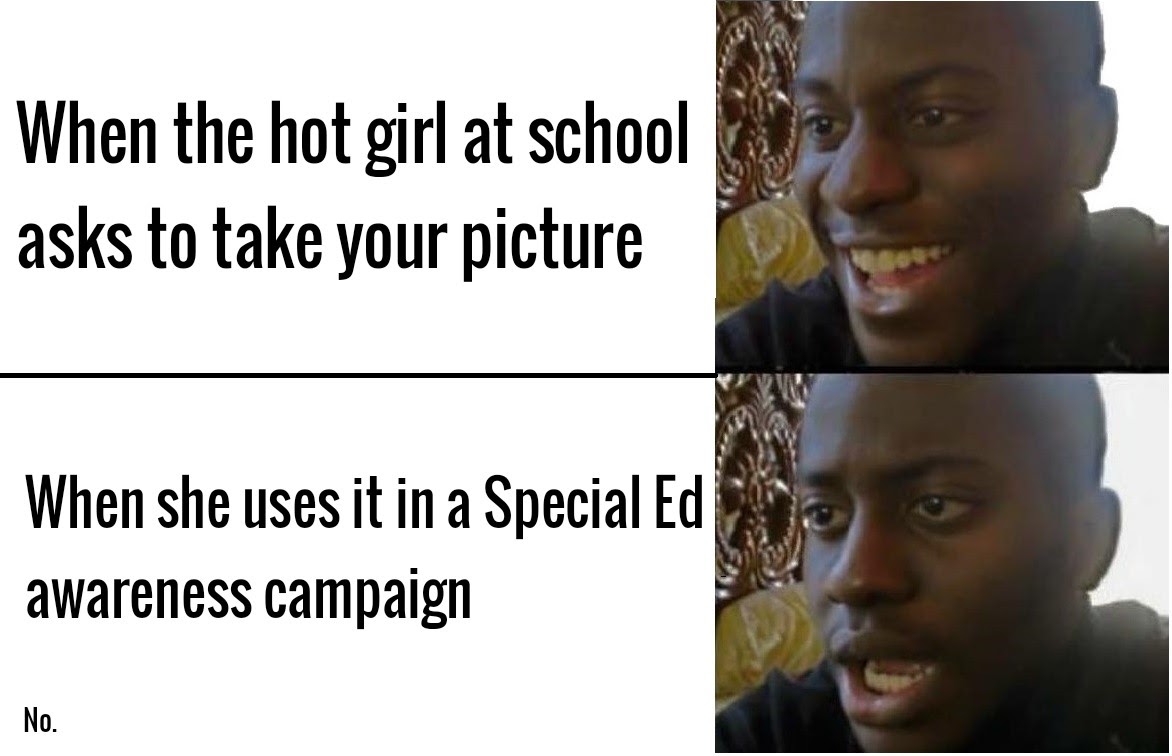 When the hot girl at school
asks to take your picture
When she uses it in a Special Ed
awareness campaign
No.